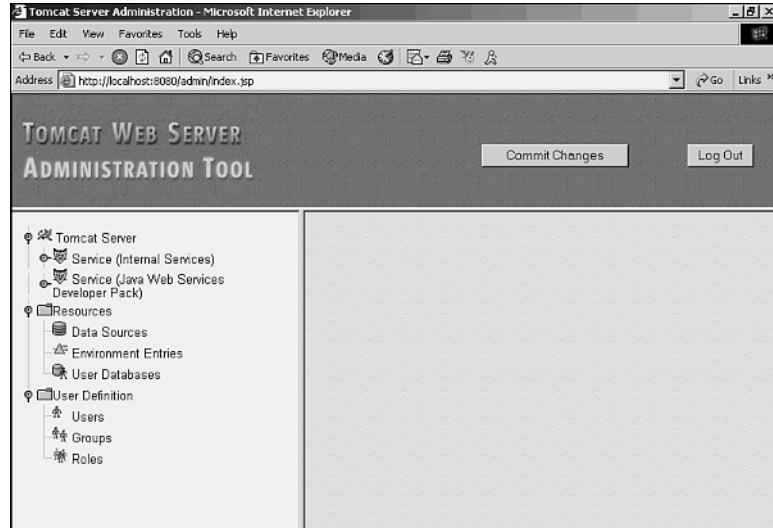 Tomcat Server Administration - Microsoft Internet Explorer
File Edit View Favorites Tools Help
Back Search Favorites Media
Address http://localhost:8080/admin/index.jsp Go Links »
TOMCAT WEB SERVER
ADMINISTRATION TOOL
Commit Changes Log Out
Tomcat Server
Service (Internal Services)
Service (Java Web Services
Developer Pack)
Resources
Data Sources
Environment Entries
User Databases
User Definition
Users
Groups
Roles